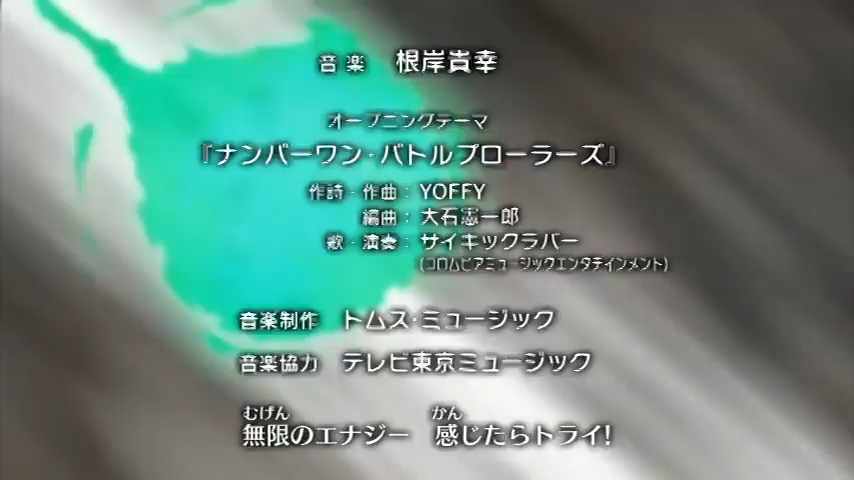 音楽 根岸貴幸
オープニングテーマ
『ナンバーワン・バトルブローラーズ』
作詩・作曲：YOFFY
編曲：大石憲一郎
歌・演奏：サイキックラバー
(コロムビアミュージックエンタテインメント)
音楽制作 トムス・ミュージック
音楽協力 テレビ東京ミュージック
むげん かん
無限のエナジー 感じたらトライ!